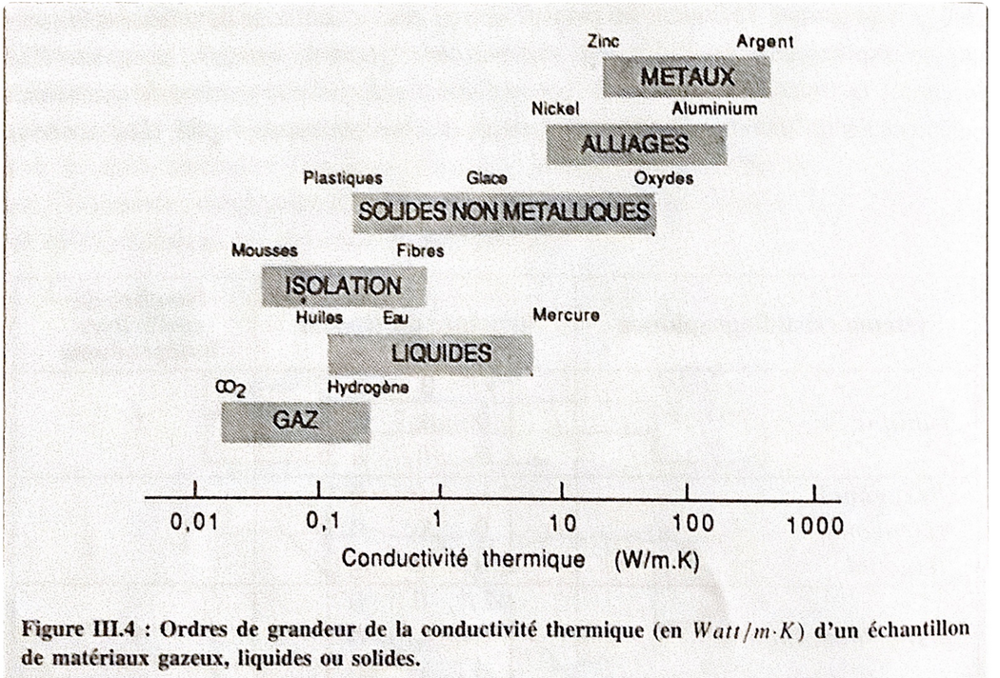 Zinc Argent
METAUX
Nickel Aluminium
ALLIAGES
Plastiques Glace Oxydes
SOLIDES NON METALLIQUES
Mousses Fibres
ISOLATION
Huiles Eau Mercure
LIQUIDES
CO2 Hydrogène
GAZ
0,01 0,1 1 10 100 1000
Conductivité thermique (W/m.K)
Figure III.4 : Ordres de grandeur de la conductivité thermique (en Watt/m·K) d'un échantillon
de matériaux gazeux, liquides ou solides.